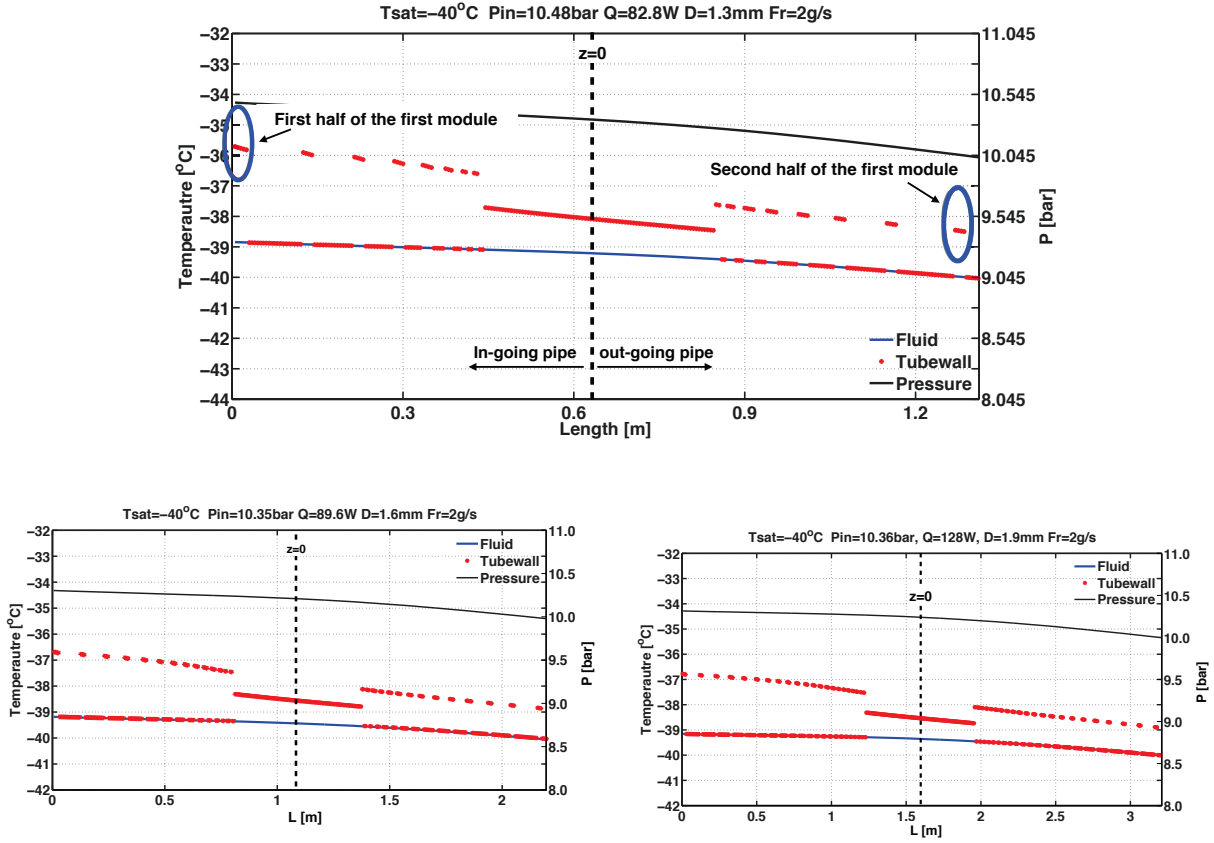 Tsat=−40°C Pin=10.48bar Q=82.8W D=1.3mm Fr=2g/s
−32
−33
−34
−35
−36
−37
−38
−39
−40
−41
−42
−43
−44
Temperautre [°C]
11.045
10.545
10.045
9.545
9.045
8.545
8.045
P [bar]
z=0
First half of the first module
Second half of the first module
In-going pipe
out-going pipe
Fluid
Tubewall
Pressure
0 0.3 0.6 0.9 1.2
Length [m]
Tsat=−40°C Pin=10.35bar Q=89.6W D=1.6mm Fr=2g/s
−32
−33
−34
−35
−36
−37
−38
−39
−40
−41
−42
Temperautre [°C]
11.0
10.5
10.0
9.5
9.0
8.5
8.0
P [bar]
z=0
Fluid
Tubewall
Pressure
0 0.5 1 1.5 2
L [m]
Tsat=−40°C Pin=10.36bar, Q=128W, D=1.9mm Fr=2g/s
−32
−33
−34
−35
−36
−37
−38
−39
−40
−41
−42
Temperautre [°C]
11.0
10.5
10.0
9.5
9.0
8.5
8.0
P [bar]
z=0
Fluid
Tubewall
Pressure
0 0.5 1 1.5 2 2.5 3
L [m]